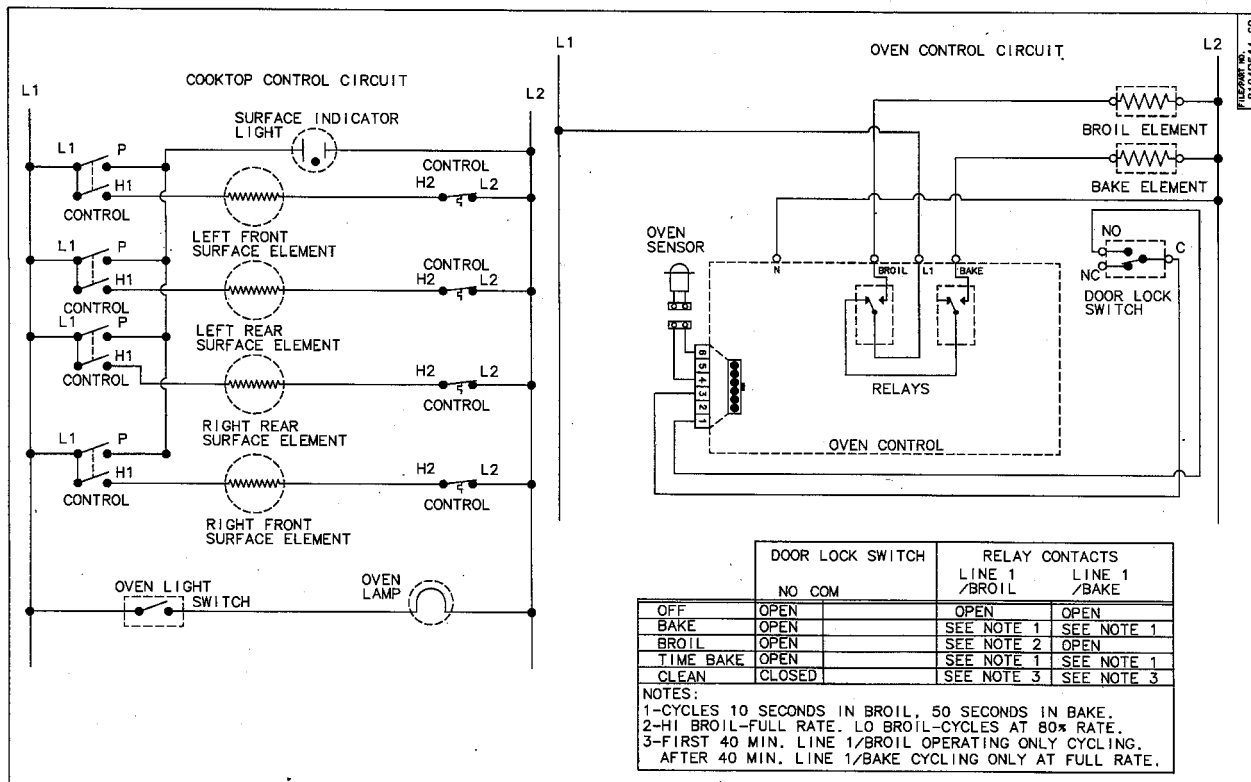 FILE/PART NO.
L1
OVEN CONTROL CIRCUIT
L2
COOKTOP CONTROL CIRCUIT
L1
L2
SURFACE INDICATOR
LIGHT
BROIL ELEMENT
L1
P
H1
CONTROL
CONTROL
H2
L2
BAKE ELEMENT
LEFT FRONT
SURFACE ELEMENT
OVEN
SENSOR
NO
C
NC
DOOR LOCK
SWITCH
L1
P
H1
CONTROL
CONTROL
H2
L2
N
BROIL
L1
BAKE
LEFT REAR
SURFACE ELEMENT
L1
P
H1
CONTROL
H2
L2
CONTROL
RELAYS
6
5
4
3
2
1
RIGHT REAR
SURFACE ELEMENT
OVEN CONTROL
L1
P
H1
CONTROL
H2
L2
CONTROL
RIGHT FRONT
SURFACE ELEMENT
OVEN LIGHT
SWITCH
OVEN
LAMP
DOOR LOCK SWITCH
RELAY CONTACTS
NO COM
LINE 1
/BROIL
LINE 1
/BAKE
OFF OPEN OPEN OPEN
BAKE OPEN SEE NOTE 1 SEE NOTE 1
BROIL OPEN SEE NOTE 2 OPEN
TIME BAKE OPEN SEE NOTE 1 SEE NOTE 1
CLEAN CLOSED SEE NOTE 3 SEE NOTE 3
NOTES:
1-CYCLES 10 SECONDS IN BROIL, 50 SECONDS IN BAKE.
2-HI BROIL-FULL RATE. LO BROIL-CYCLES AT 80% RATE.
3-FIRST 40 MIN. LINE 1/BROIL OPERATING ONLY CYCLING.
AFTER 40 MIN. LINE 1/BAKE CYCLING ONLY AT FULL RATE.